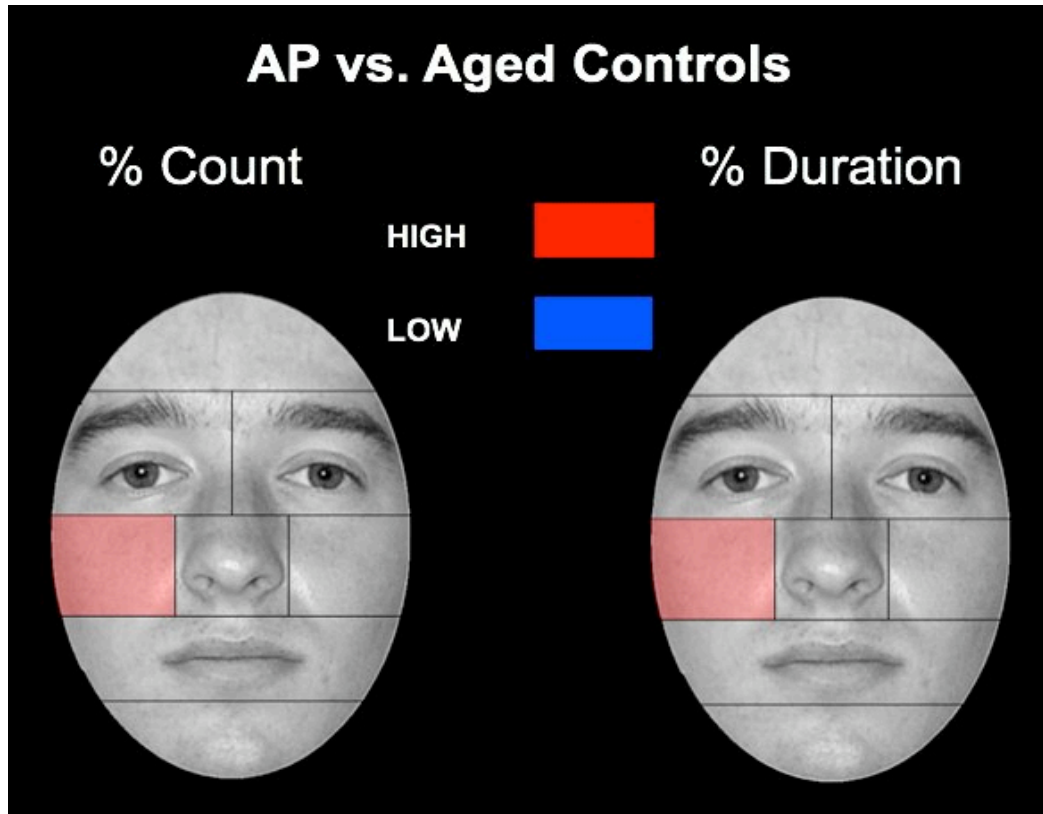 AP vs. Aged Controls
% Count
% Duration
HIGH
LOW